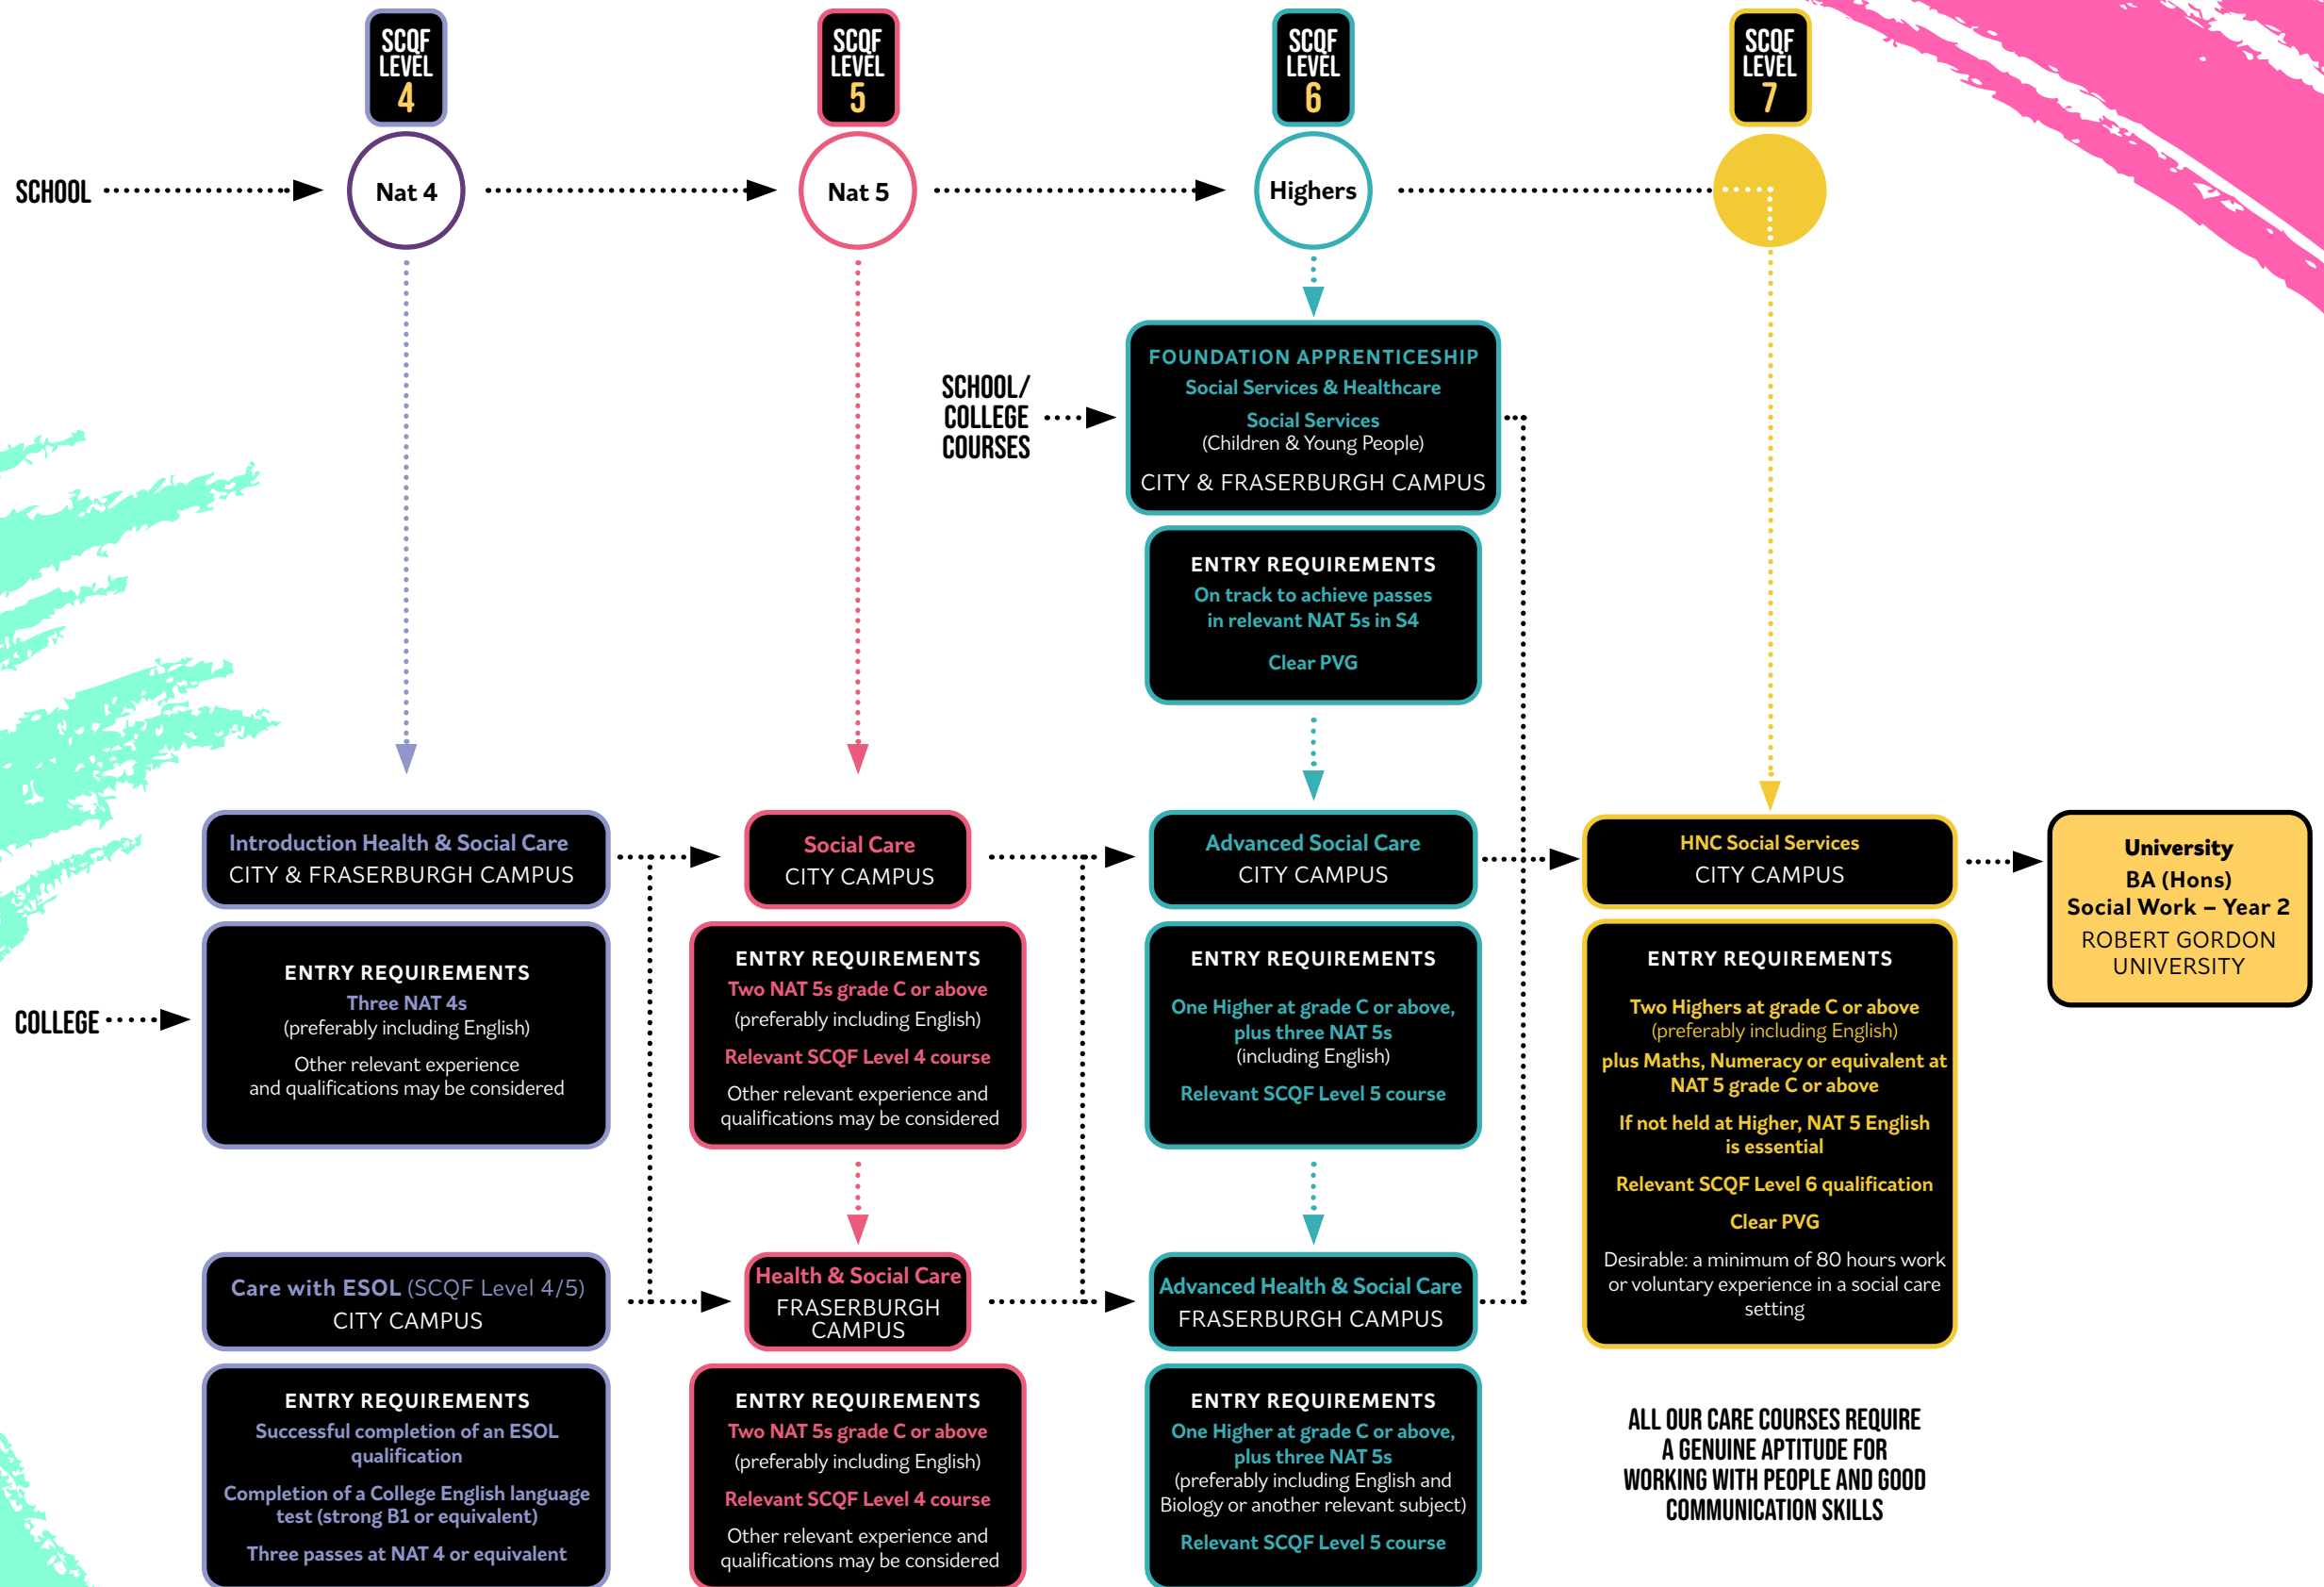 SCQF
LEVEL
4
SCQF
LEVEL
5
SCQF
LEVEL
6
SCQF
LEVEL
7
SCHOOL
Nat 4
Nat 5
Highers
SCHOOL/
COLLEGE
COURSES
FOUNDATION APPRENTICESHIP
Social Services & Healthcare
Social Services
(Children & Young People)
CITY & FRASERBURGH CAMPUS
ENTRY REQUIREMENTS
On track to achieve passes
in relevant NAT 5s in S4
Clear PVG
COLLEGE
Introduction Health & Social Care
CITY & FRASERBURGH CAMPUS
ENTRY REQUIREMENTS
Three NAT 4s
(preferably including English)
Other relevant experience
and qualifications may be considered
Social Care
CITY CAMPUS
ENTRY REQUIREMENTS
Two NAT 5s grade C or above
(preferably including English)
Relevant SCQF Level 4 course
Other relevant experience and
qualifications may be considered
Advanced Social Care
CITY CAMPUS
ENTRY REQUIREMENTS
One Higher at grade C or above,
plus three NAT 5s
(including English)
Relevant SCQF Level 5 course
HNC Social Services
CITY CAMPUS
ENTRY REQUIREMENTS
Two Highers at grade C or above
(preferably including English)
plus Maths, Numeracy or equivalent at
NAT 5 grade C or above
If not held at Higher, NAT 5 English
is essential
Relevant SCQF Level 6 qualification
Clear PVG
Desirable: a minimum of 80 hours work
or voluntary experience in a social care
setting
University
BA (Hons)
Social Work – Year 2
ROBERT GORDON
UNIVERSITY
Care with ESOL (SCQF Level 4/5)
CITY CAMPUS
ENTRY REQUIREMENTS
Successful completion of an ESOL
qualification
Completion of a College English language
test (strong B1 or equivalent)
Three passes at NAT 4 or equivalent
Health & Social Care
FRASERBURGH
CAMPUS
ENTRY REQUIREMENTS
Two NAT 5s grade C or above
(preferably including English)
Relevant SCQF Level 4 course
Other relevant experience and
qualifications may be considered
Advanced Health & Social Care
FRASERBURGH CAMPUS
ENTRY REQUIREMENTS
One Higher at grade C or above,
plus three NAT 5s
(preferably including English and
Biology or another relevant subject)
Relevant SCQF Level 5 course
ALL OUR CARE COURSES REQUIRE
A GENUINE APTITUDE FOR
WORKING WITH PEOPLE AND GOOD
COMMUNICATION SKILLS